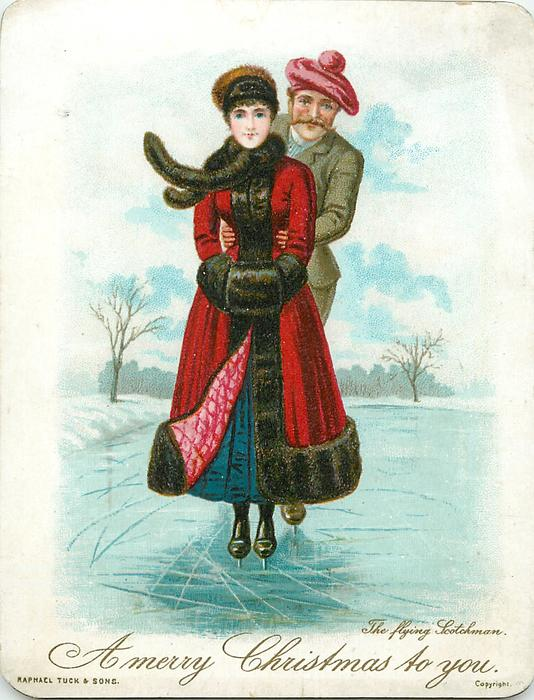 The flying Scotchman.
A merry Christmas to you.
RAPHAEL TUCK & SONS.
Copyright.